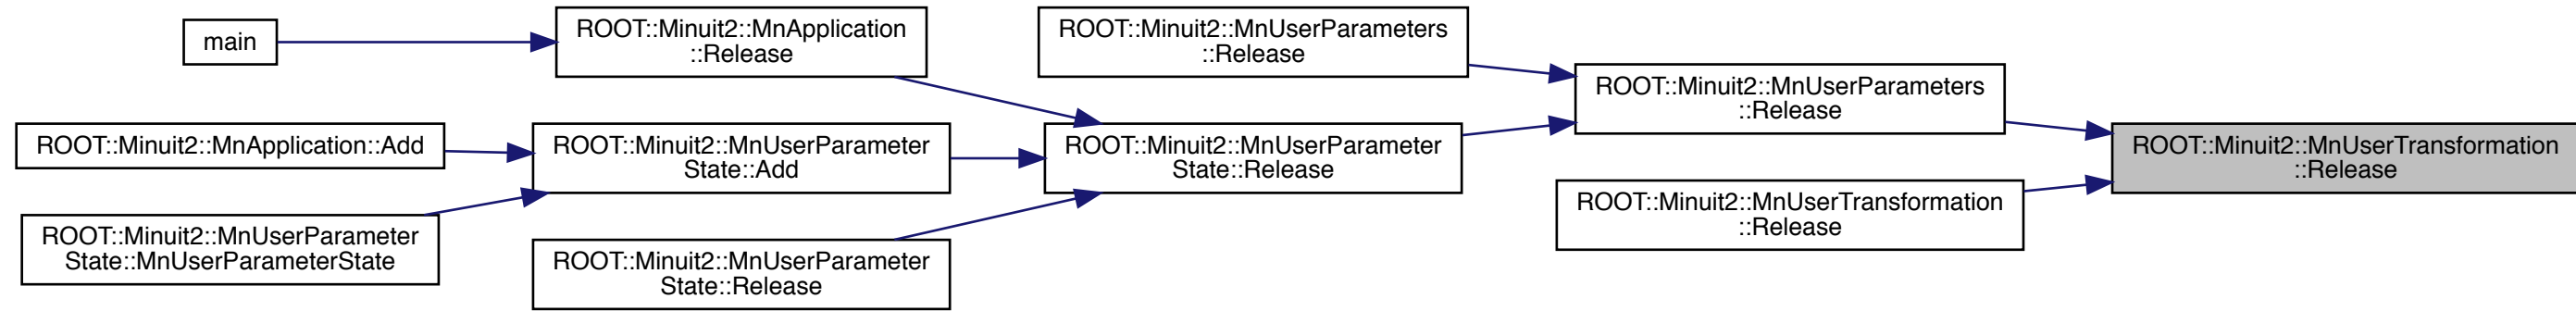 main
ROOT::Minuit2::MnApplication
::Release
ROOT::Minuit2::MnUserParameters
::Release
ROOT::Minuit2::MnUserParameters
::Release
ROOT::Minuit2::MnApplication::Add
ROOT::Minuit2::MnUserParameter
State::Add
ROOT::Minuit2::MnUserParameter
State::Release
ROOT::Minuit2::MnUserTransformation
::Release
ROOT::Minuit2::MnUserParameter
State::MnUserParameterState
ROOT::Minuit2::MnUserParameter
State::Release
ROOT::Minuit2::MnUserTransformation
::Release